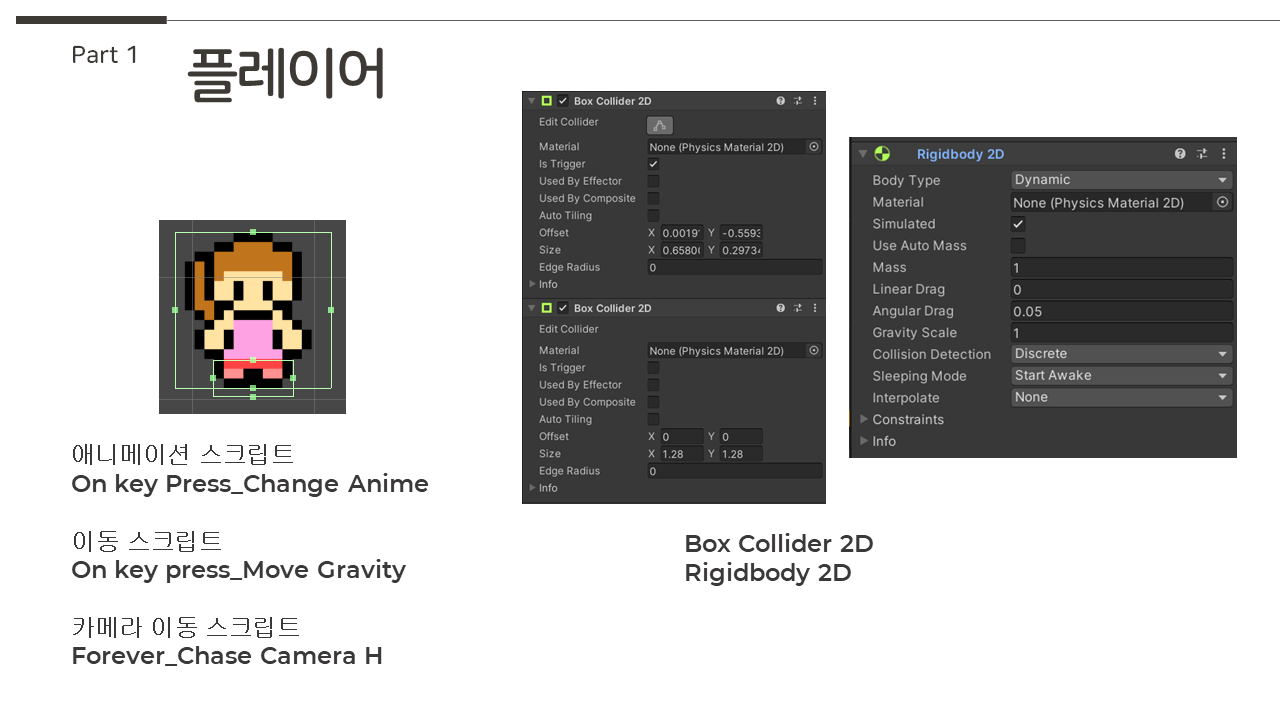 Part 1
플레이어
애니메이션 스크립트
On key Press_Change Anime
이동 스크립트
On key press_Move Gravity
카메라 이동 스크립트
Forever_Chase Camera H
Box Collider 2D
Edit Collider
Material None (Physics Material 2D)
Is Trigger
Used By Effector
Used By Composite
Auto Tiling
Offset X 0.0019 Y -0.5593
Size X 0.6580 Y 0.2973
Edge Radius 0
Info
Box Collider 2D
Edit Collider
Material None (Physics Material 2D)
Is Trigger
Used By Effector
Used By Composite
Auto Tiling
Offset X 0 Y 0
Size X 1.28 Y 1.28
Edge Radius 0
Info
Rigidbody 2D
Body Type Dynamic
Material None (Physics Material 2D)
Simulated
Use Auto Mass
Mass 1
Linear Drag 0
Angular Drag 0.05
Gravity Scale 1
Collision Detection Discrete
Sleeping Mode Start Awake
Interpolate None
Constraints
Info
Box Collider 2D
Rigidbody 2D